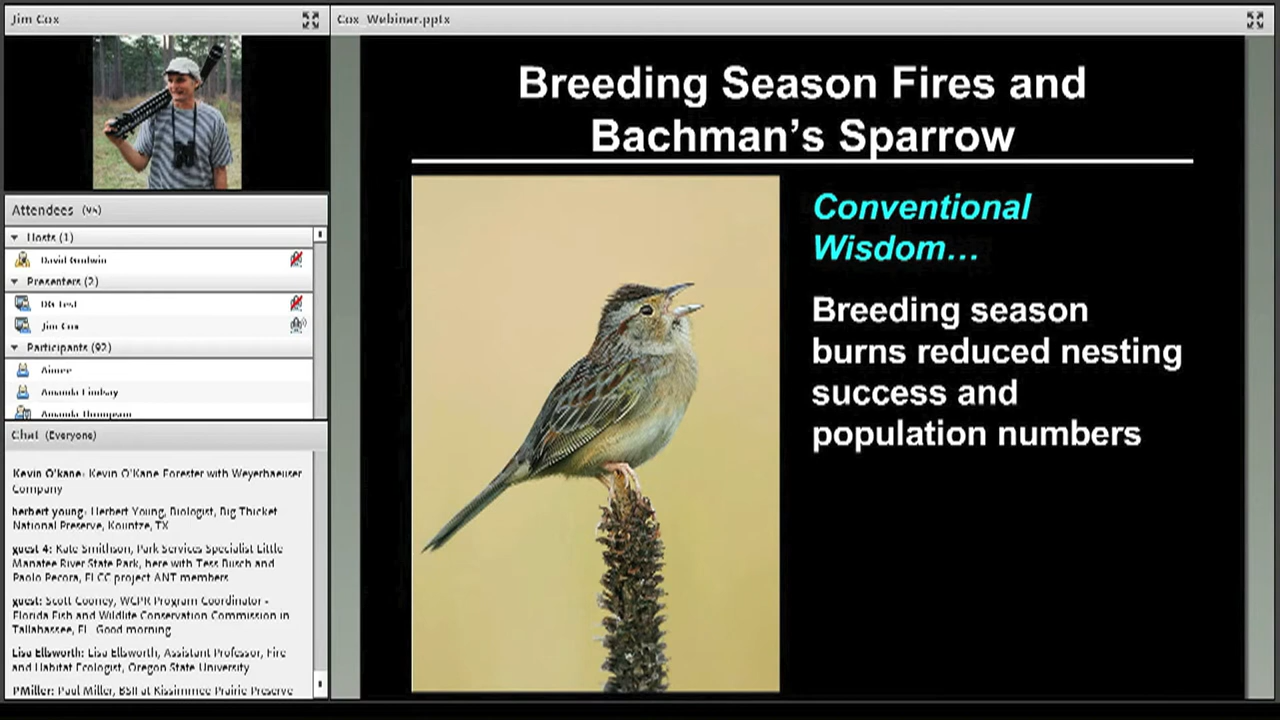 Jim Cox
Cox_Webinar.pptx
Attendees (95)
Hosts (1)
David Godwin
Presenters (2)
DG Test
Jim Cox
Participants (92)
Aimee
Amanda Lindsay
Amanda Thompson
Chat (Everyone)
Kevin O'kane: Kevin O'Kane Forester with Weyerhaeuser
Company
herbert young: Herbert Young, Biologist, Big Thicket
National Preserve, Kountze, TX
guest 4: Kate Smithson, Park Services Specialist Little
Manatee River State Park, here with Tess Busch and
Paolo Pecora, FLCC project ANT members
guest: Scott Cooney, WCPR Program Coordinator -
Florida Fish and Wildlife Conservation Commission in
Tallahassee, FL Good morning
Lisa Ellsworth: Lisa Ellsworth, Assistant Professor, Fire
and Habitat Ecologist, Oregon State University
PMiller: Paul Miller, BSII at Kissimmee Prairie Preserve
Breeding Season Fires and
Bachman's Sparrow
Conventional
Wisdom...
Breeding season
burns reduced nesting
success and
population numbers